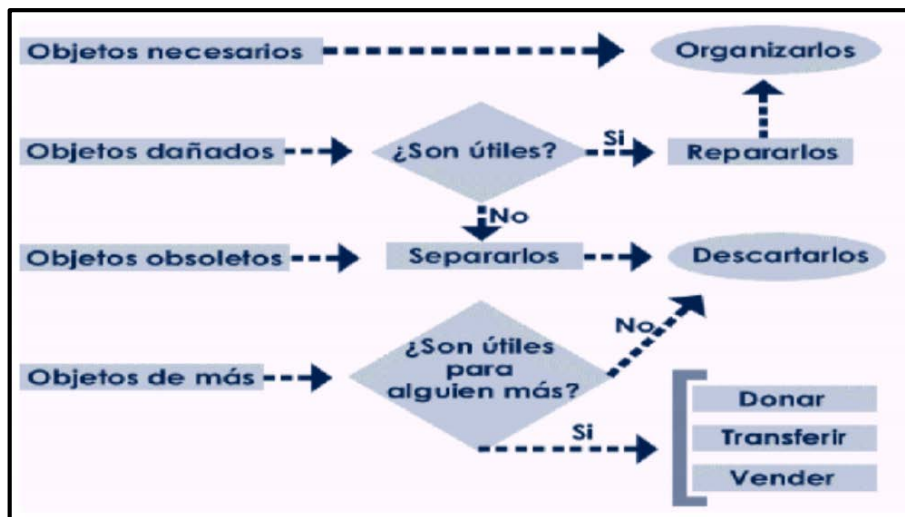 Objetos necesarios
Organizarlos
Objetos dañados
¿Son útiles?
Si
Repararlos
No
Objetos obsoletos
Separarlos
Descartarlos
Objetos de más
¿Son útiles
para
alguien más?
No
Si
Donar
Transferir
Vender